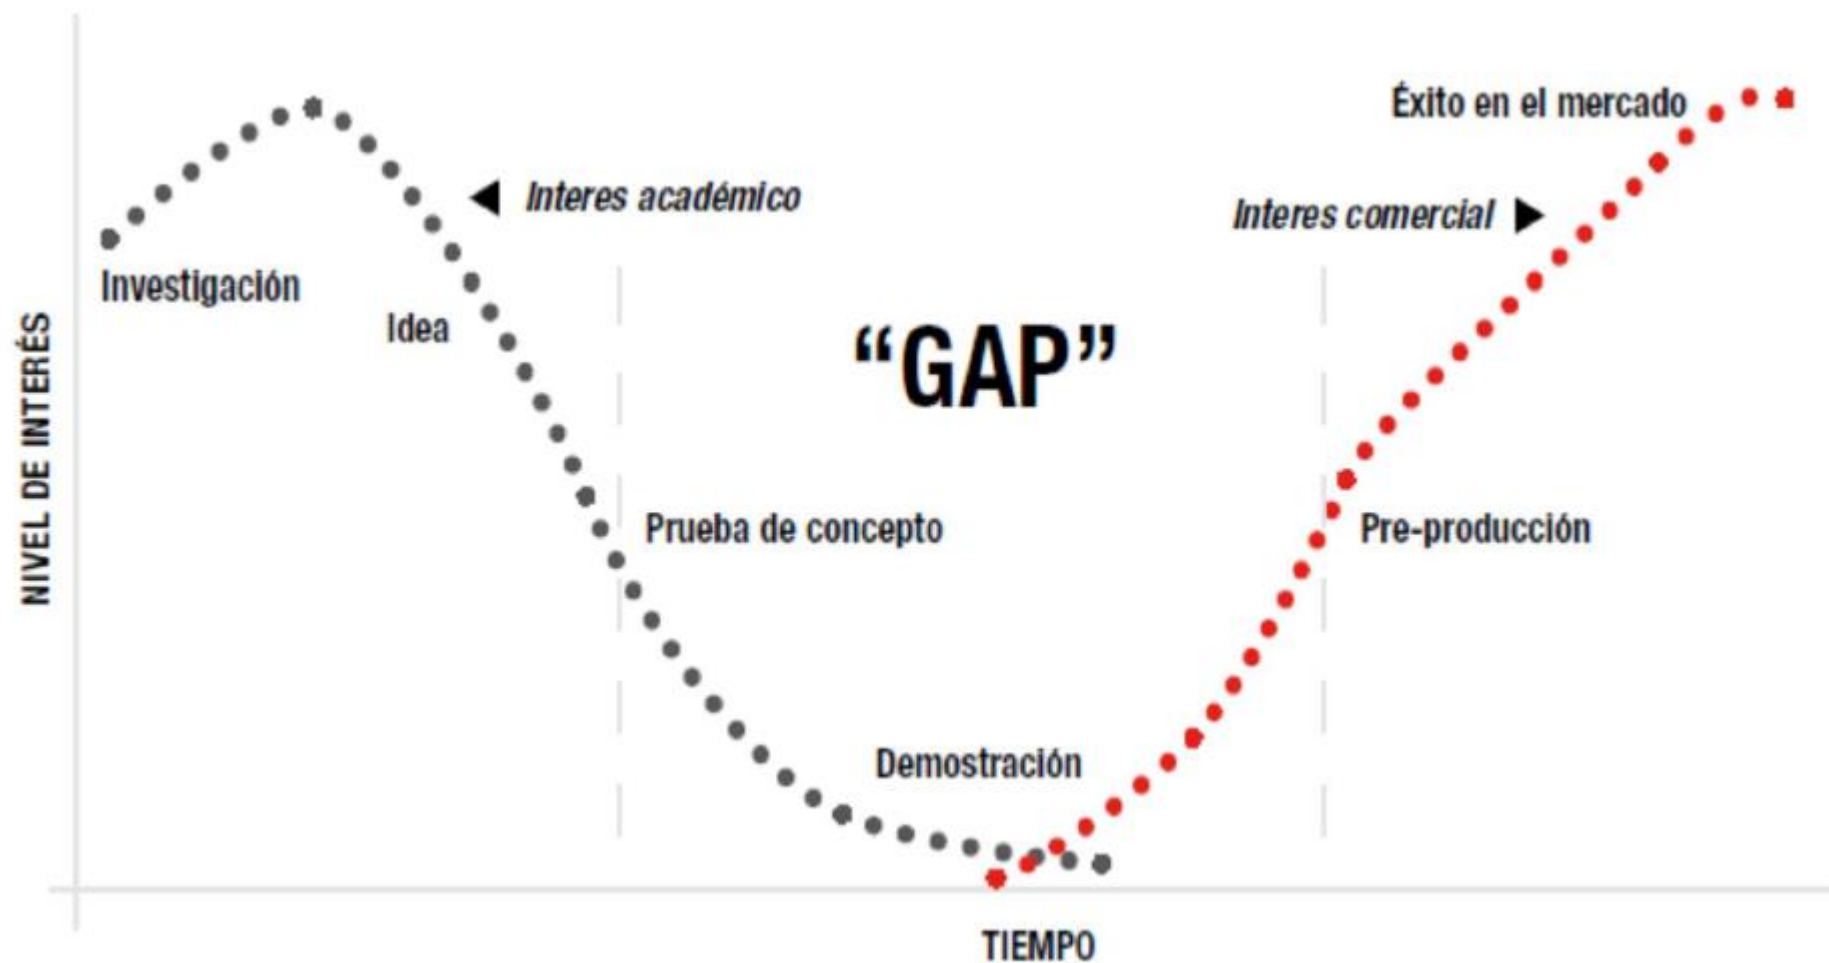 Éxito en el mercado
Interes académico
Interes comercial
Investigación
Idea
“GAP”
NIVEL DE INTERÉS
Prueba de concepto
Pre-producción
Demostración
TIEMPO